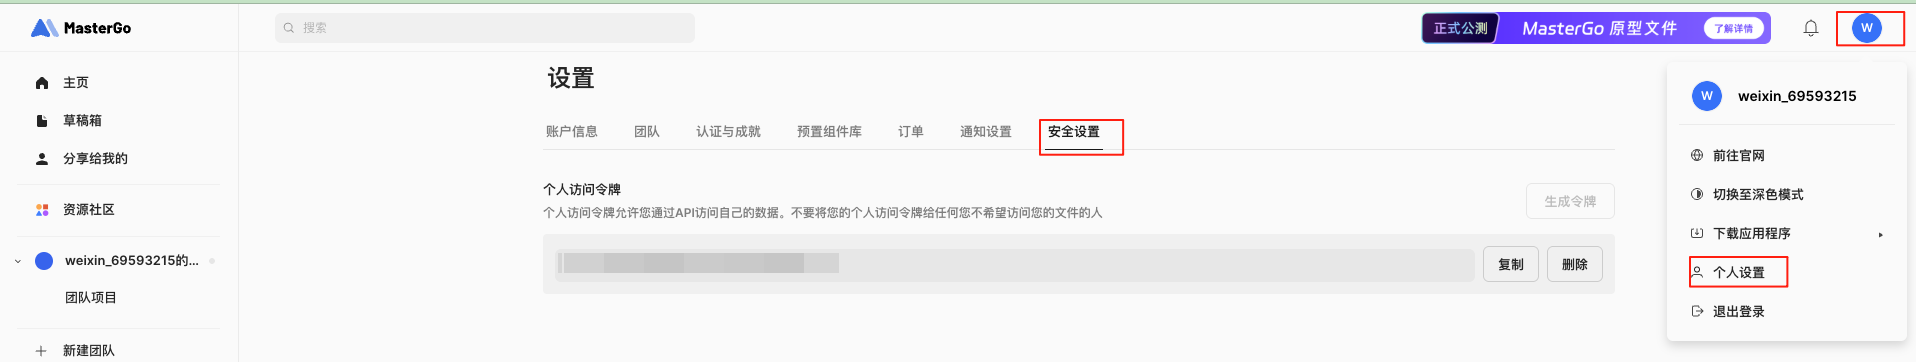 MasterGo
搜索
正式公测 MasterGo 原型文件 了解详情
W
主页
草稿箱
分享给我的
资源社区
weixin_69593215的...
团队项目
新建团队
设置
账户信息 团队 认证与成就 预置组件库 订单 通知设置 安全设置
个人访问令牌
个人访问令牌允许您通过API访问自己的数据。不要将您的个人访问令牌给任何您不希望访问您的文件的人
生成令牌
复制 删除
W weixin_69593215
前往官网
切换至深色模式
下载应用程序
个人设置
退出登录